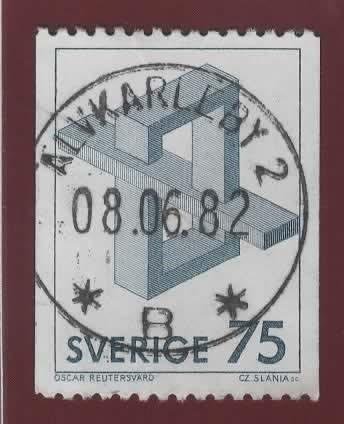 ÄLVKARLEBY 2
08.06.82
* B *
SVERIGE 75
OSCAR REUTERSVÄRD CZ. SLANIA SC.